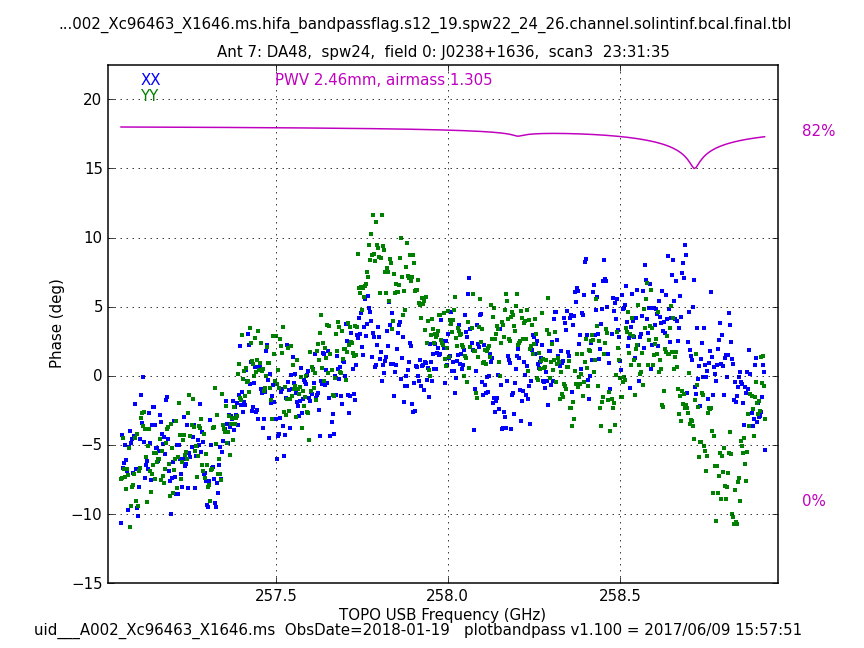 ...002_Xc96463_X1646.ms.hifa_bandpassflag.s12_19.spw22_24_26.channel.solintinf.bcal.final.tbl
Ant 7: DA48, spw24, field 0: J0238+1636, scan3 23:31:35
XX
PWV 2.46mm, airmass 1.305
YY
20
15
10
5
0
−5
−10
−15
Phase (deg)
82%
0%
257.5
258.0
258.5
TOPO USB Frequency (GHz)
uid___A002_Xc96463_X1646.ms ObsDate=2018-01-19 plotbandpass v1.100 = 2017/06/09 15:57:51